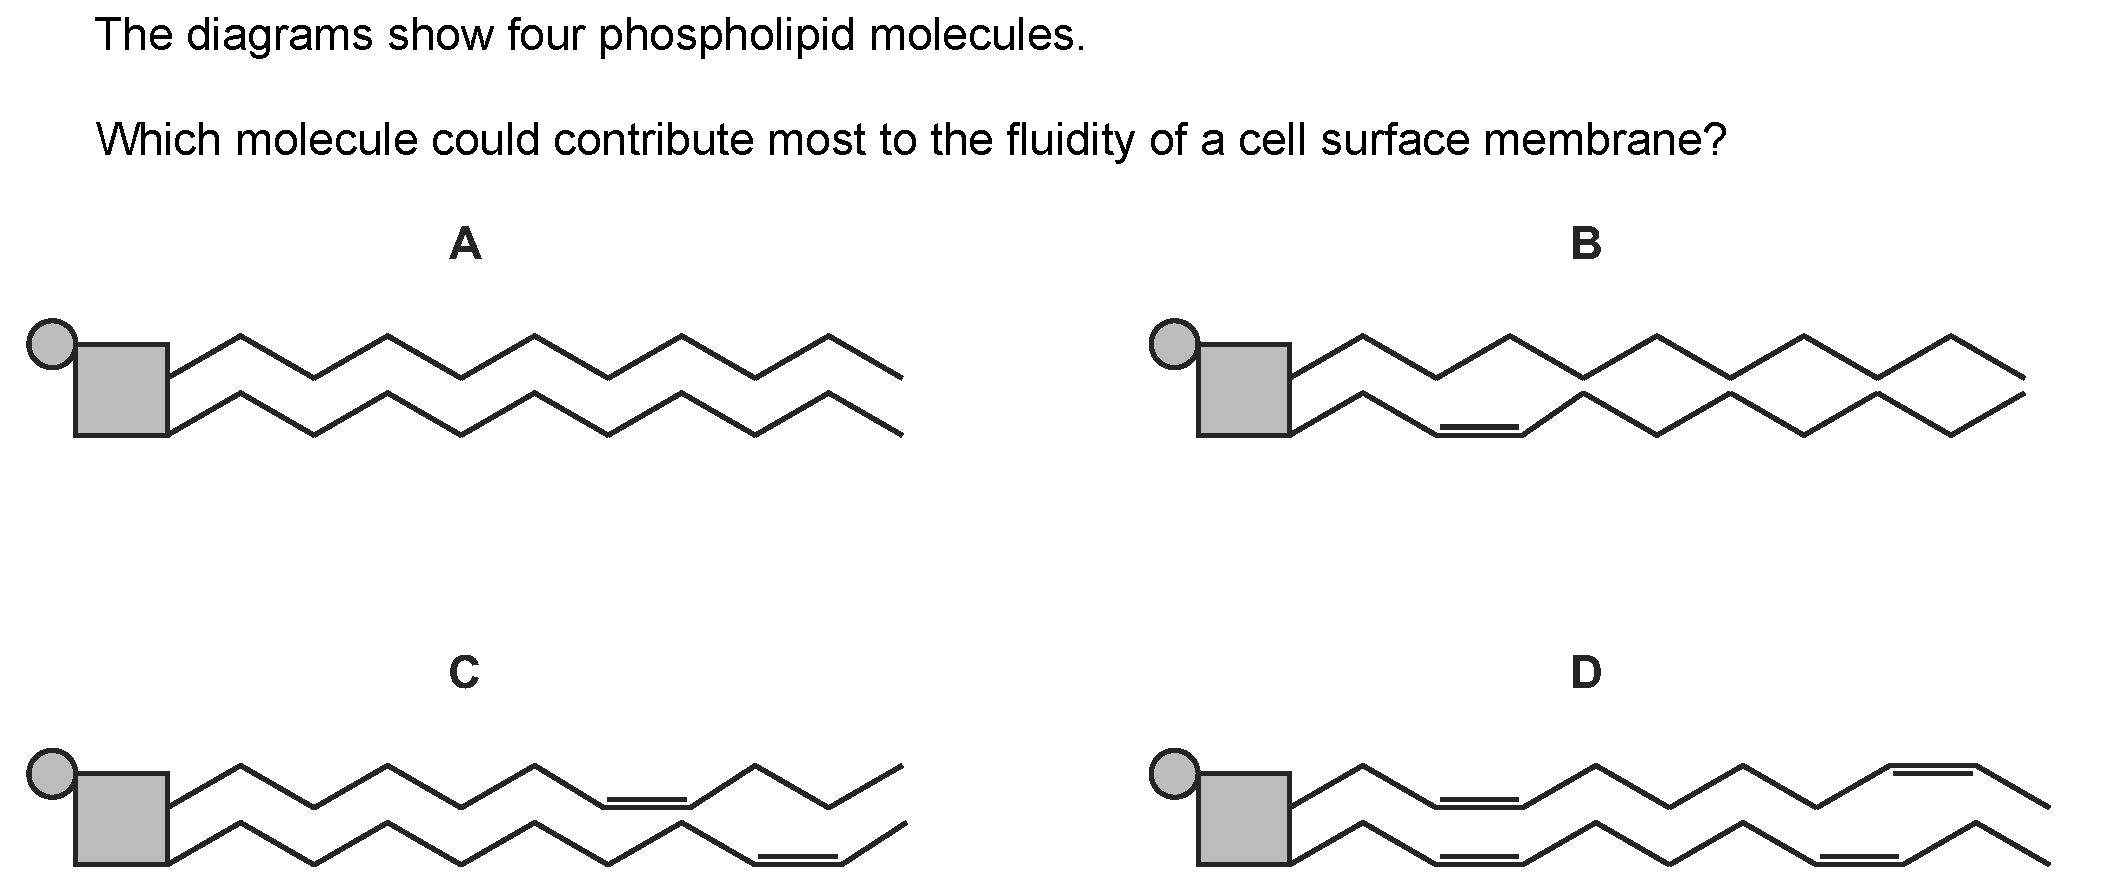 The diagrams show four phospholipid molecules.
Which molecule could contribute most to the fluidity of a cell surface membrane?
A
B
C
D